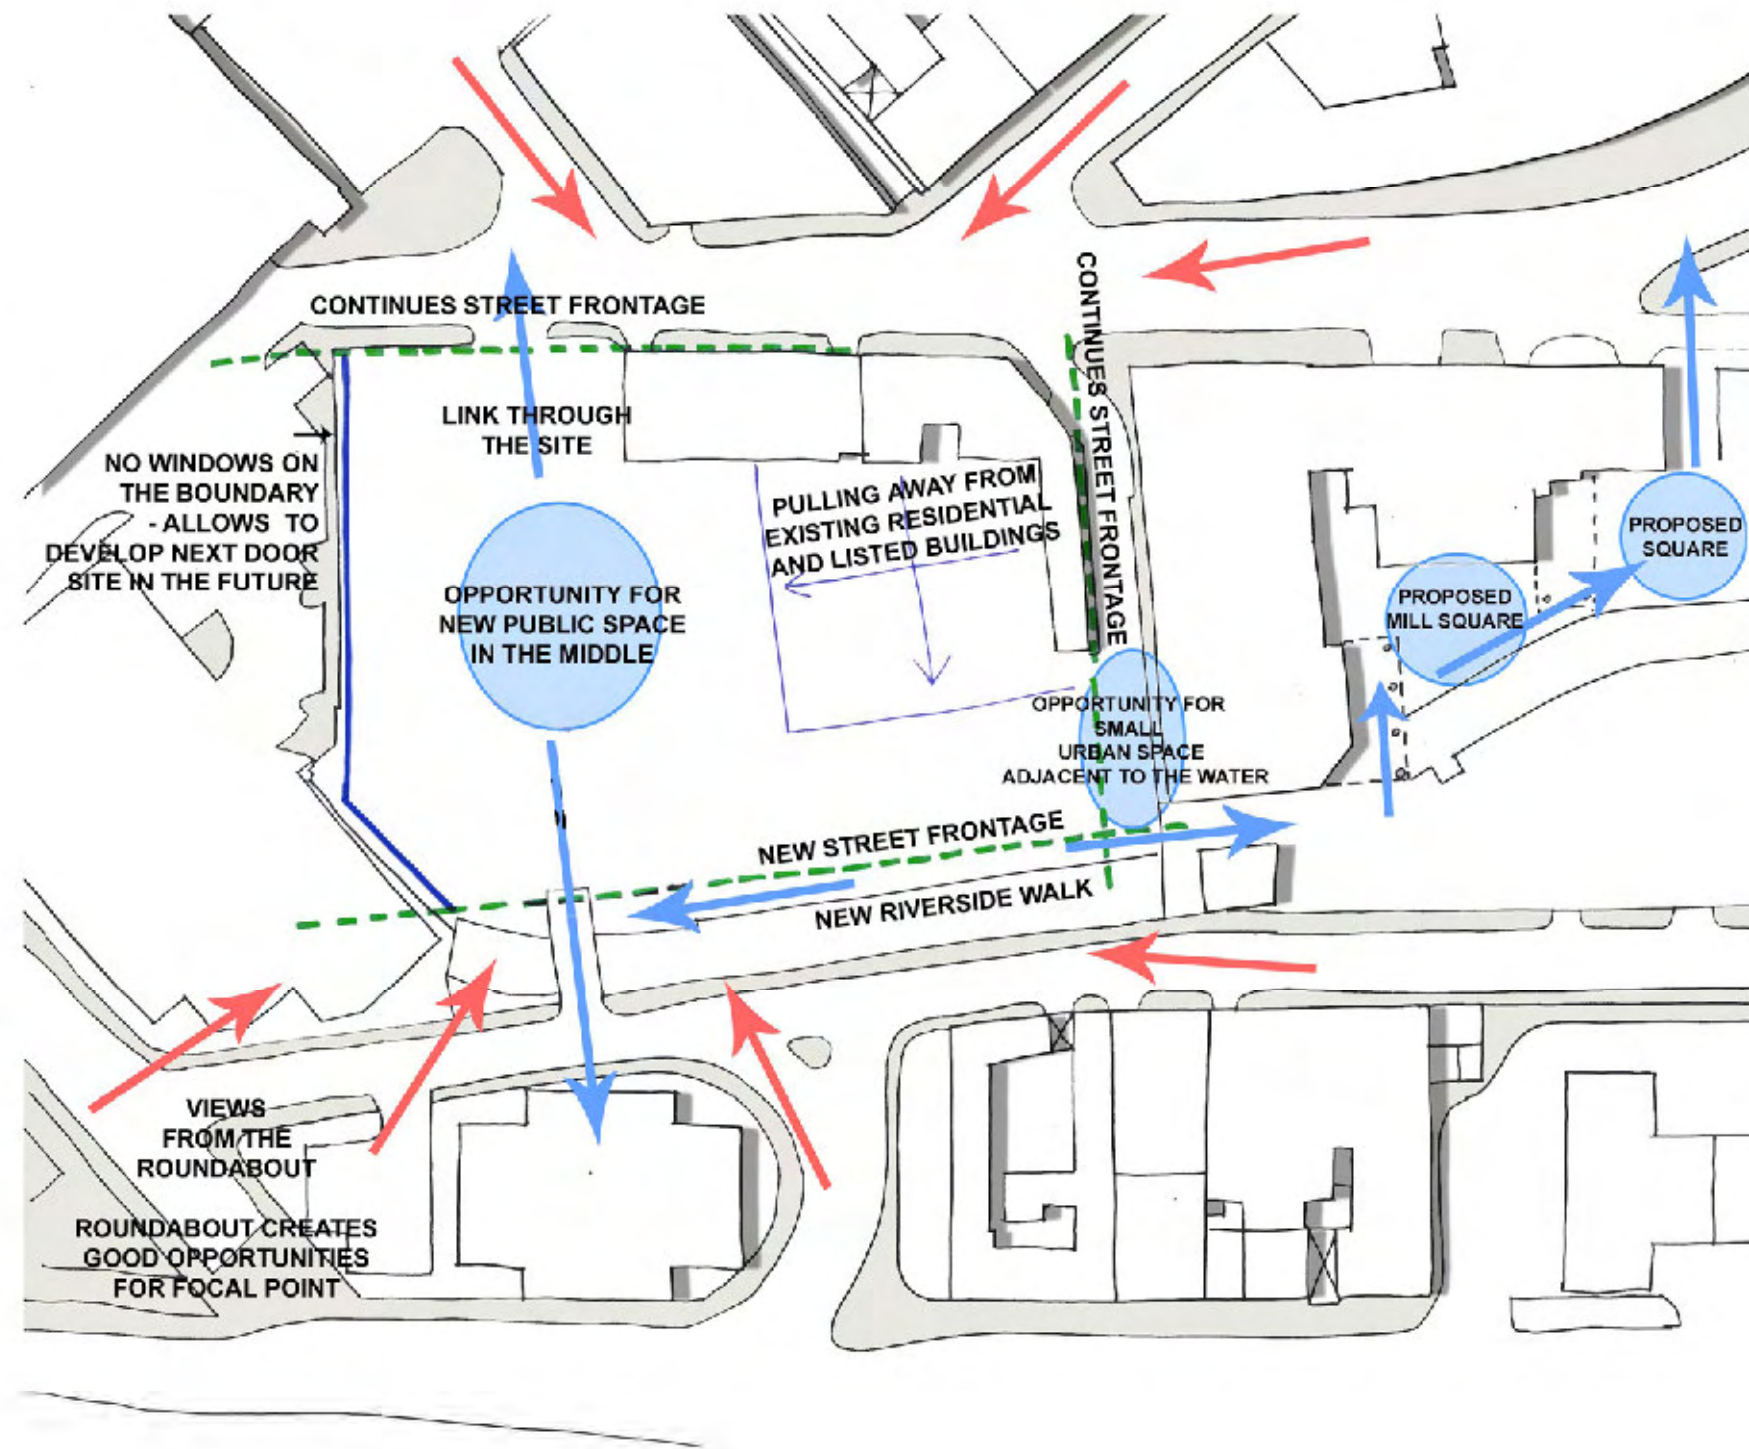 CONTINUES STREET FRONTAGE
CONTINUES STREET FRONTAGE
LINK THROUGH
THE SITE
NO WINDOWS ON
THE BOUNDARY
- ALLOWS TO
DEVELOP NEXT DOOR
SITE IN THE FUTURE
PULLING AWAY FROM
EXISTING RESIDENTIAL
AND LISTED BUILDINGS
OPPORTUNITY FOR
NEW PUBLIC SPACE
IN THE MIDDLE
PROPOSED
SQUARE
PROPOSED
MILL SQUARE
OPPORTUNITY FOR
SMALL
URBAN SPACE
ADJACENT TO THE WATER
NEW STREET FRONTAGE
NEW RIVERSIDE WALK
VIEWS
FROM THE
ROUNDABOUT
ROUNDABOUT CREATES
GOOD OPPORTUNITIES
FOR FOCAL POINT